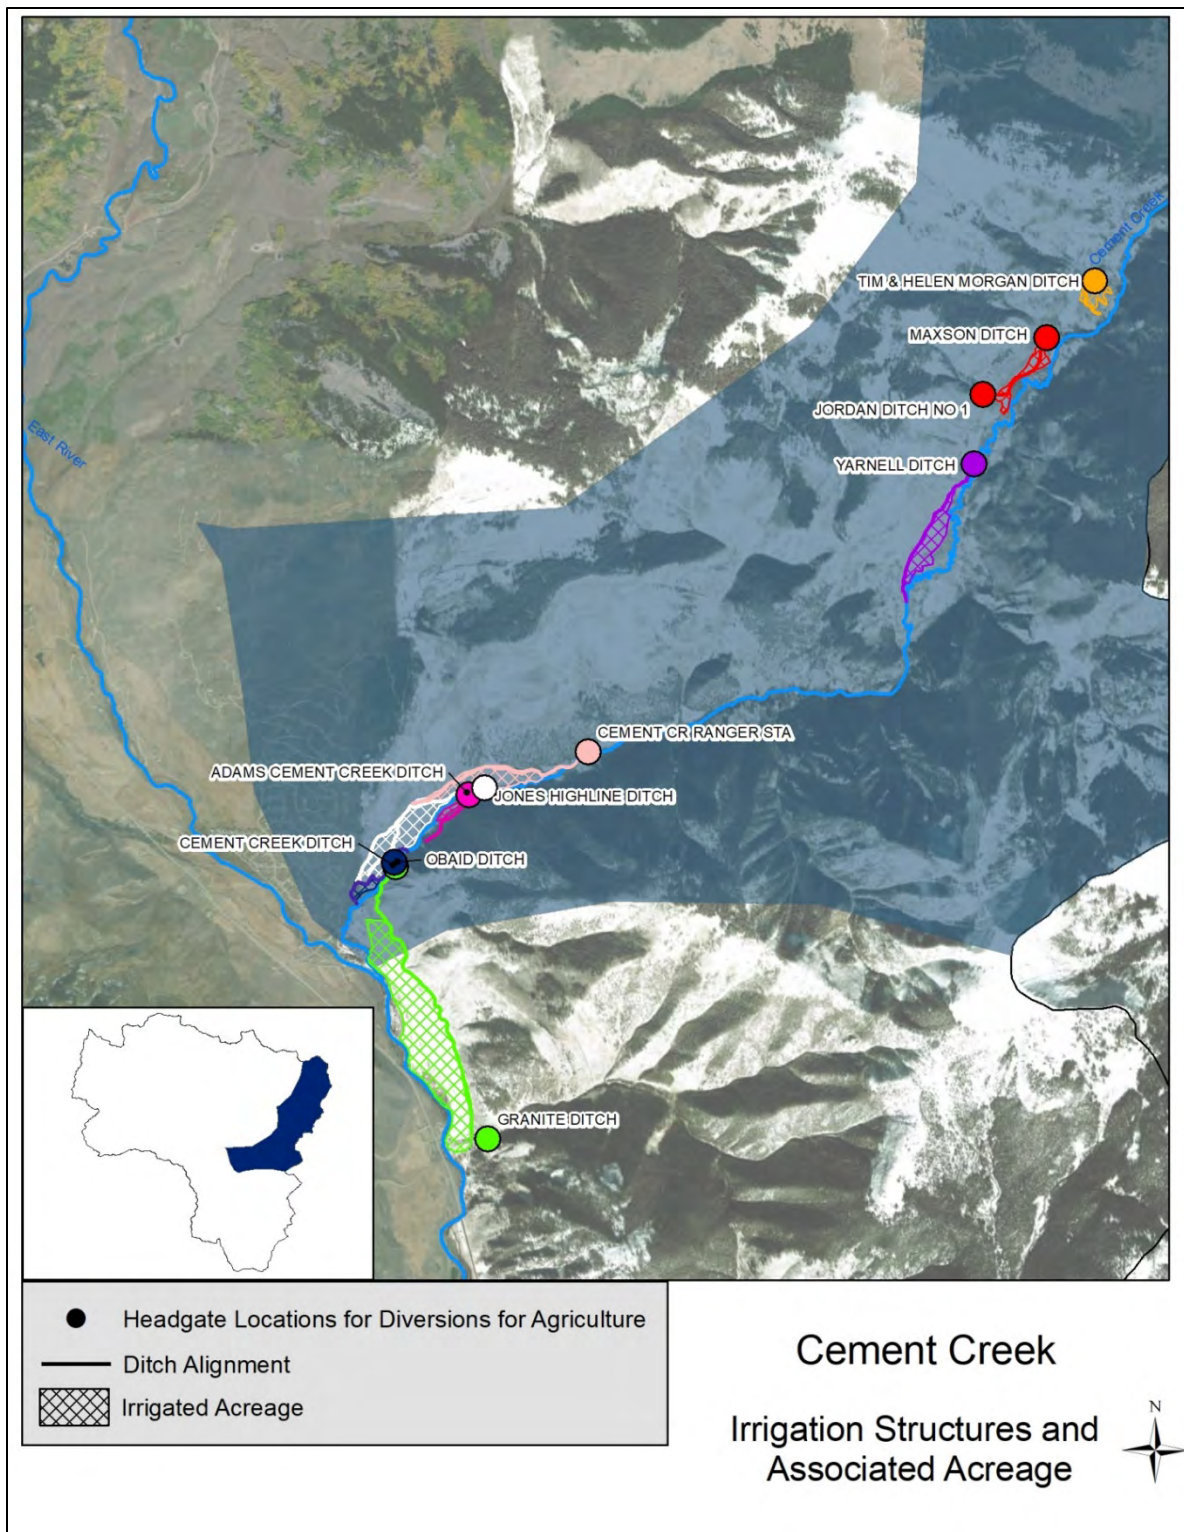 Cement Creek
TIM & HELEN MORGAN DITCH
MAXSON DITCH
JORDAN DITCH NO 1
East River
YARNELL DITCH
CEMENT CR RANGER STA
ADAMS CEMENT CREEK DITCH
JONES HIGHLINE DITCH
CEMENT CREEK DITCH
OBAID DITCH
GRANITE DITCH
Headgate Locations for Diversions for Agriculture
Ditch Alignment
Irrigated Acreage
Cement Creek
Irrigation Structures and
Associated Acreage
N